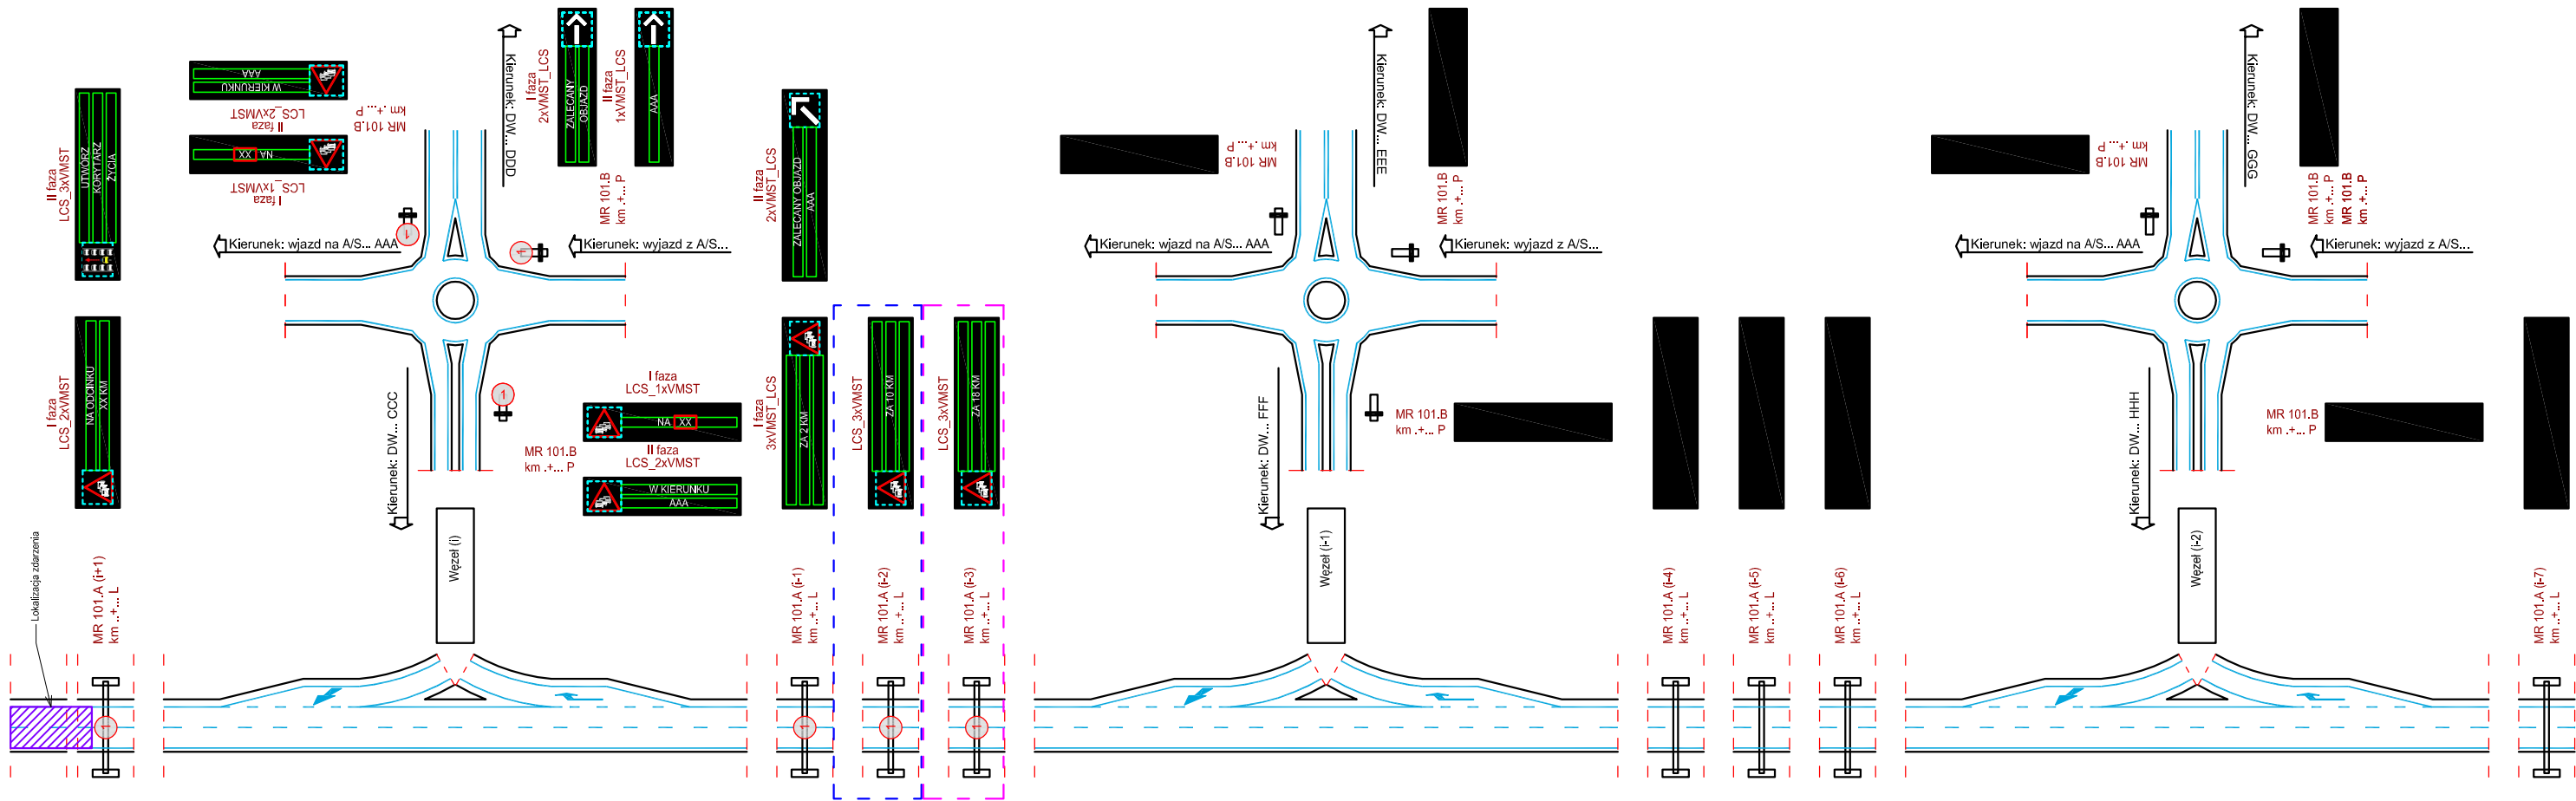 II faza
LCS_3xVMST
UTWÓRZ
KORYTARZ
ŻYCIA
I faza
LCS_2xVMST
NA ODCINKU
XX KM
Lokalizacja zdarzenia
MR 101.A (i+1)
km ..+... L
W KIERUNKU
AAA
II faza
LCS_2xVMST
NA XX
I faza
LCS_1xVMST
MR 101.B
km .+... P
Kierunek: DW... DDD
I faza
2xVMST_LCS
ZALECANY
OBJAZD
II faza
1xVMST_LCS
AAA
MR 101.B
km .+... P
Kierunek: wjazd na A/S... AAA
1
1
Kierunek: wyjazd z A/S...
Kierunek: DW... CCC
1
I faza
LCS_1xVMST
NA XX
II faza
LCS_2xVMST
W KIERUNKU
AAA
MR 101.B
km .+... P
Węzeł (i)
1
II faza
2xVMST_LCS
ZALECANY OBJAZD
AAA
I faza
3xVMST_LCS
ZA 2 KM
MR 101.A (i-1)
km ..+... L
1
LCS_3xVMST
ZA 10 KM
MR 101.A (i-2)
km ..+... L
1
LCS_3xVMST
ZA 18 KM
MR 101.A (i-3)
km ..+... L
1
MR 101.B
km .+... P
Kierunek: DW... EEE
MR 101.B
km .+... P
Kierunek: wjazd na A/S... AAA
Kierunek: wyjazd z A/S...
Kierunek: DW... FFF
MR 101.B
km .+... P
Węzeł (i-1)
MR 101.A (i-4)
km ..+... L
MR 101.A (i-5)
km ..+... L
MR 101.A (i-6)
km ..+... L
MR 101.B
km .+... P
Kierunek: DW... GGG
MR 101.B
km .+... P
MR 101.B
km .+... P
Kierunek: wjazd na A/S... AAA
Kierunek: wyjazd z A/S...
Kierunek: DW... HHH
MR 101.B
km .+... P
Węzeł (i-2)
MR 101.A (i-7)
km ..+... L